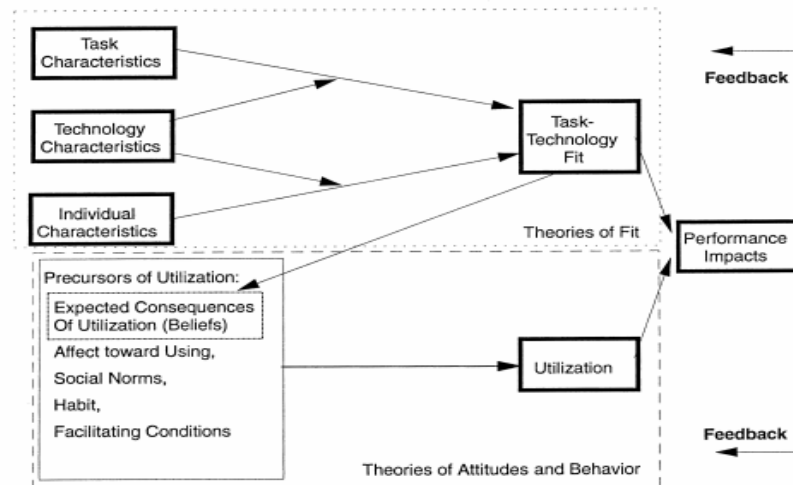 Task
Characteristics
Feedback
Technology
Characteristics
Task-
Technology
Fit
Individual
Characteristics
Theories of Fit
Performance
Impacts
Precursors of Utilization:
Expected Consequences
Of Utilization (Beliefs)
Affect toward Using,
Social Norms,
Habit,
Facilitating Conditions
Utilization
Feedback
Theories of Attitudes and Behavior